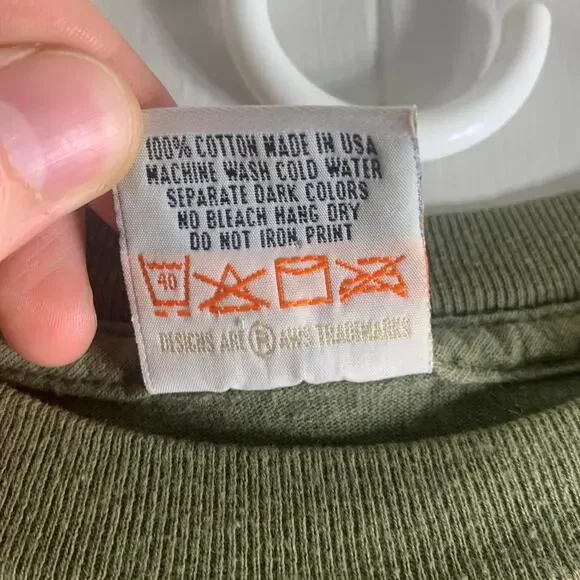 100% COTTON MADE IN USA
MACHINE WASH COLD WATER
SEPARATE DARK COLORS
NO BLEACH HANG DRY
DO NOT IRON PRINT
40
DESIGNS ART ® AWS TRADEMARKS